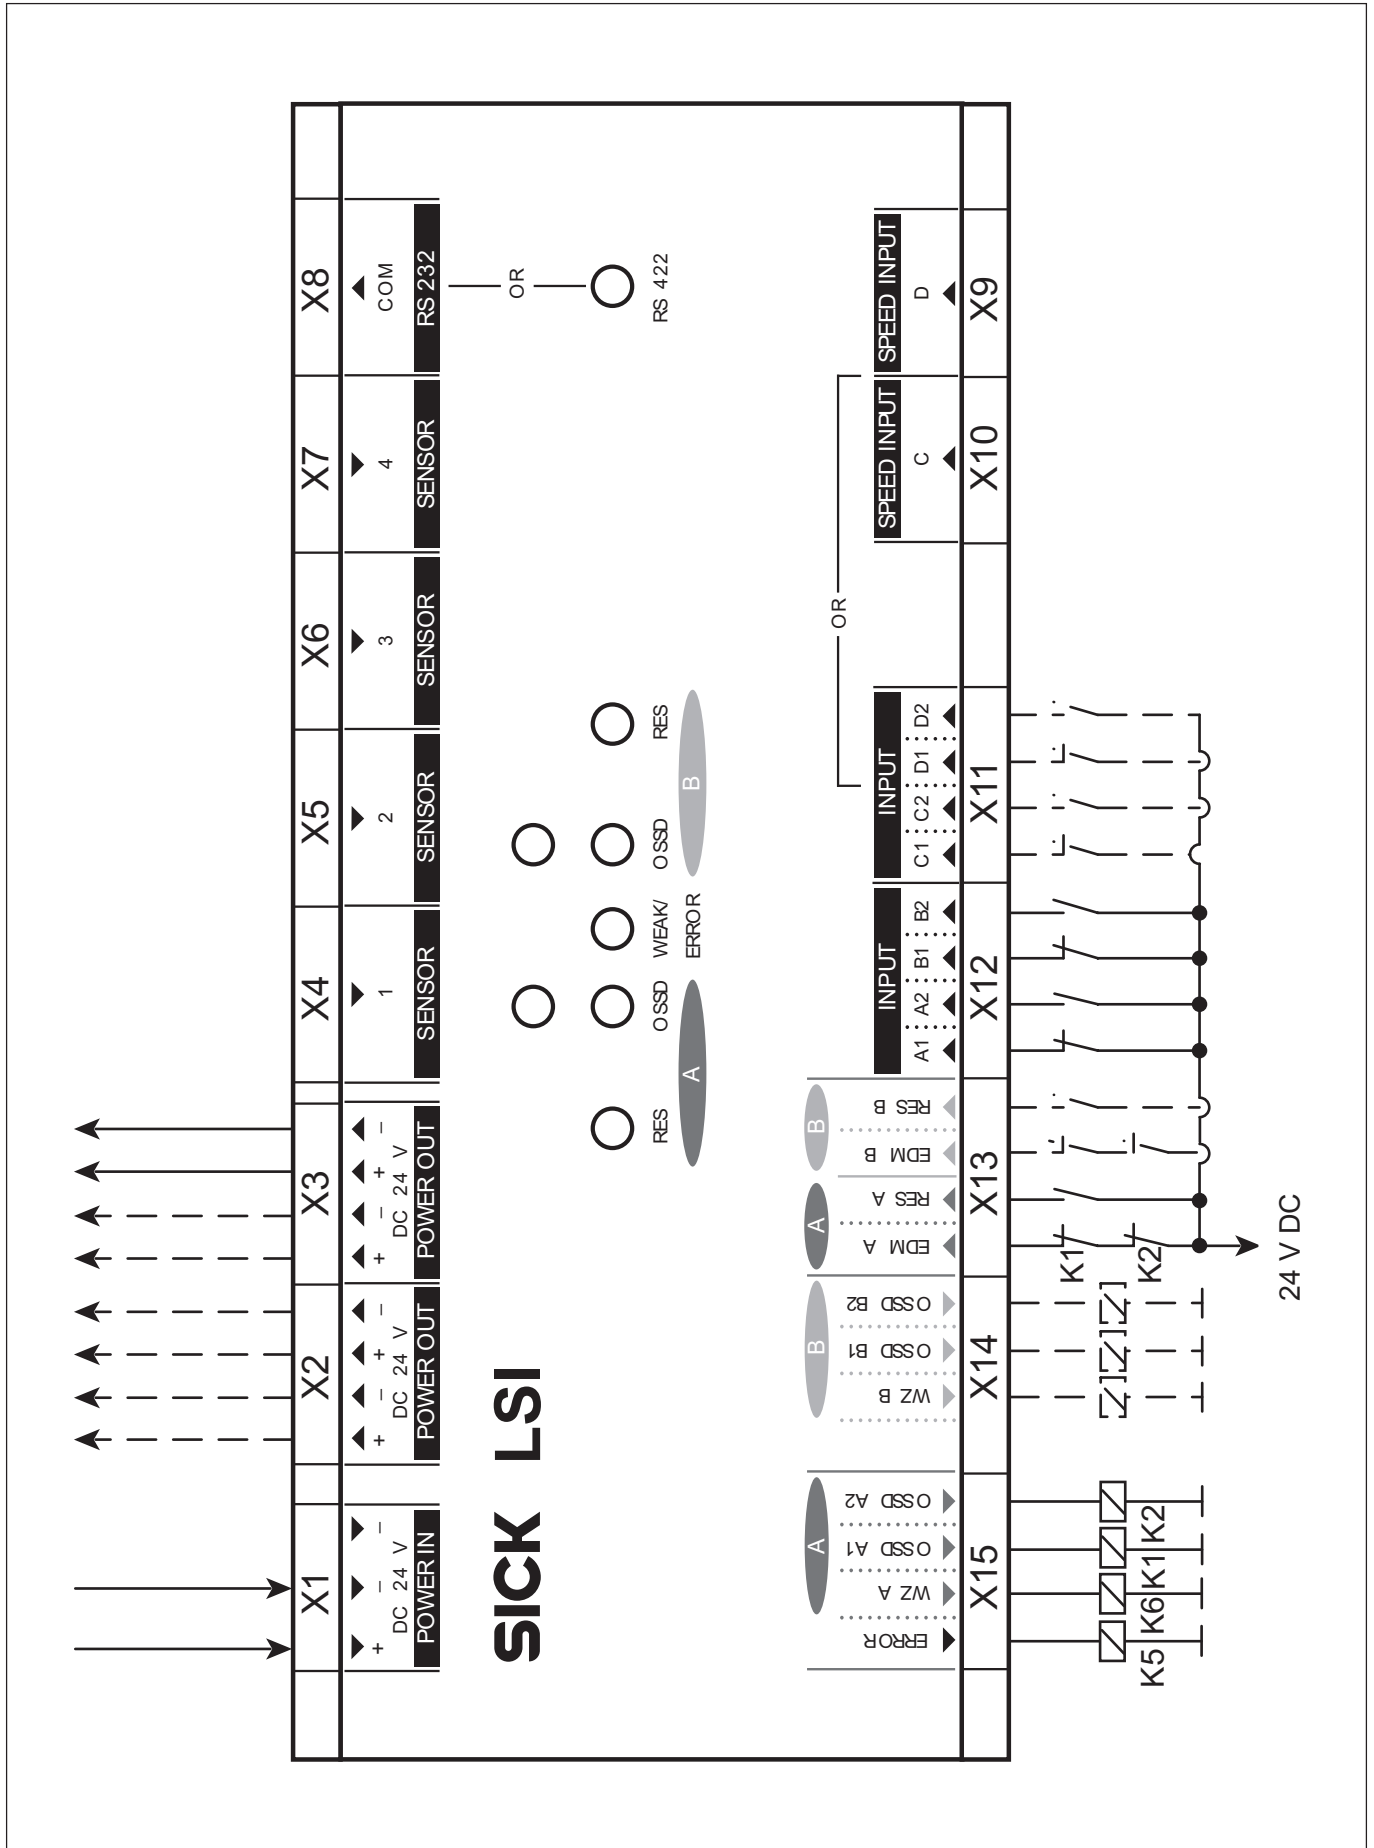 X1
+ – –
DC 24 V
POWER IN
X2
+ – + –
DC 24 V
POWER OUT
X3
+ – + –
DC 24 V
POWER OUT
X4
1
SENSOR
X5
2
SENSOR
X6
3
SENSOR
X7
4
SENSOR
X8
COM
RS 232
OR
RS 422
SICK LSI
RES
OSSD
WEAK/
ERROR
OSSD
RES
A
B
OR
A
ERROR
WZ A
OSSD A1
OSSD A2
X15
B
WZ B
OSSD B1
OSSD B2
X14
A
EDM A
RES A
B
EDM B
RES B
X13
INPUT
A1 A2 B1 B2
X12
INPUT
C1 C2 D1 D2
X11
SPEED INPUT
C
X10
SPEED INPUT
D
X9
K5 K6 K1 K2
K1
K2
24 V DC